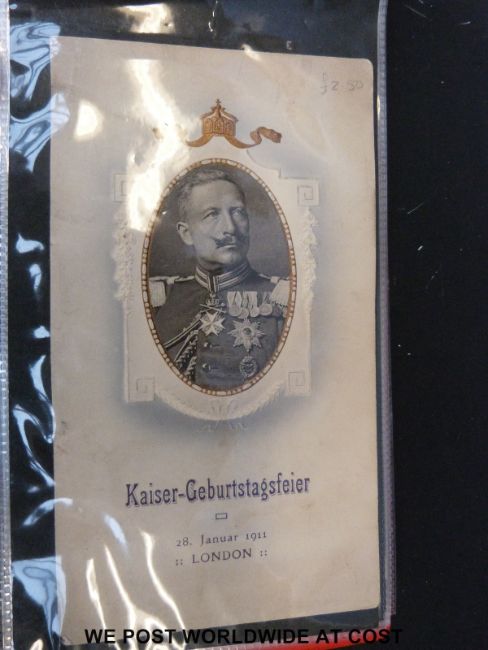 £2.50
Kaiser-Geburtstagsfeier
28. Januar 1911
:: LONDON ::
WE POST WORLDWIDE AT COST